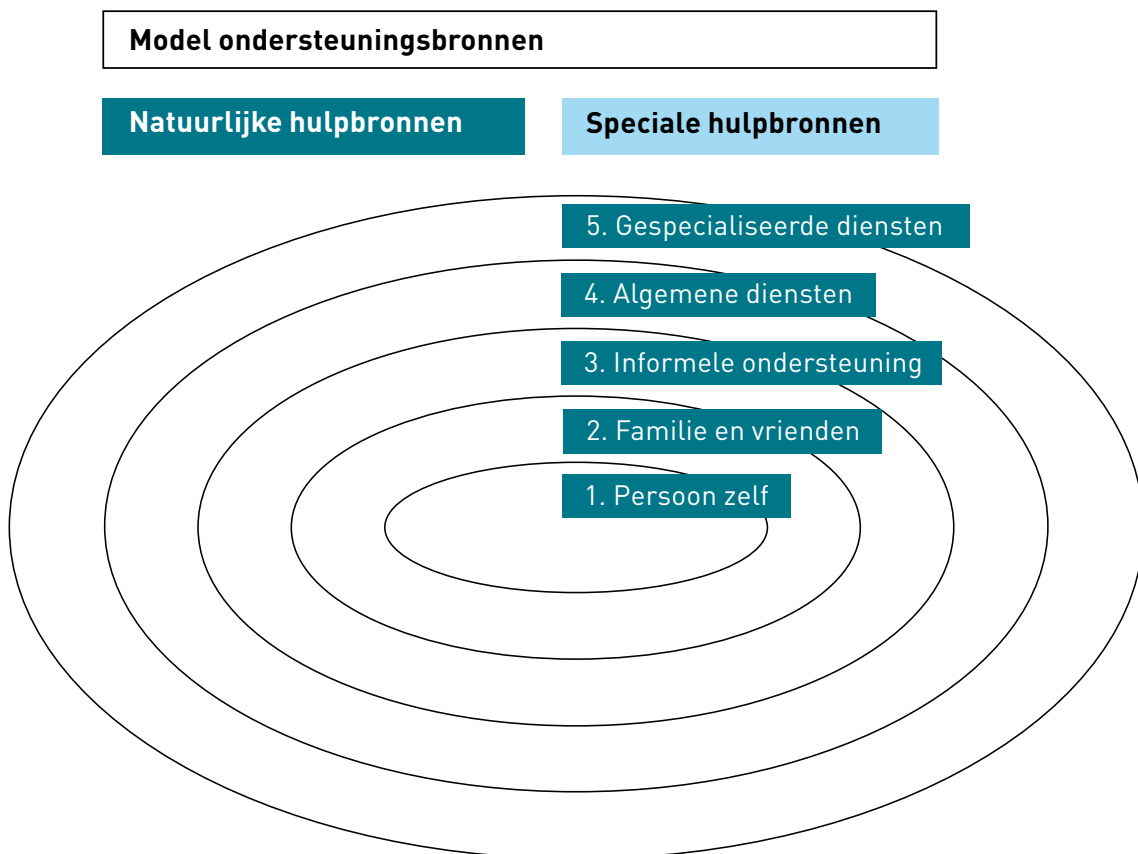 Model ondersteuningsbronnen
Natuurlijke hulpbronnen
Speciale hulpbronnen
5. Gespecialiseerde diensten
4. Algemene diensten
3. Informele ondersteuning
2. Familie en vrienden
1. Persoon zelf